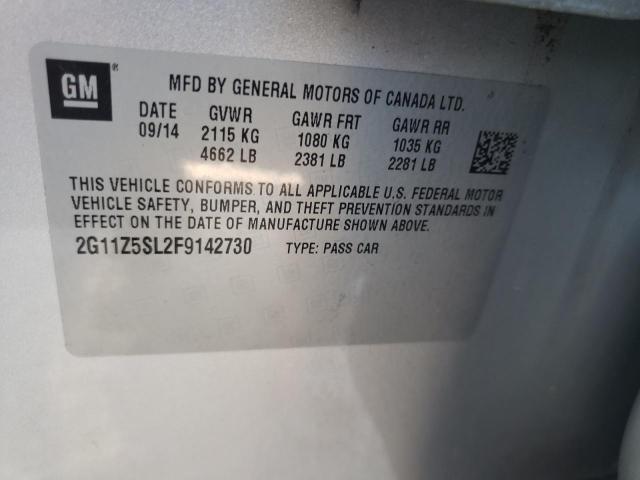 GM®
MFD BY GENERAL MOTORS OF CANADA LTD.
DATE GVWR GAWR FRT GAWR RR
09/14 2115 KG 1080 KG 1035 KG
4662 LB 2381 LB 2281 LB
THIS VEHICLE CONFORMS TO ALL APPLICABLE U.S. FEDERAL MOTOR
VEHICLE SAFETY, BUMPER, AND THEFT PREVENTION STANDARDS IN
EFFECT ON THE DATE OF MANUFACTURE SHOWN ABOVE.
2G11Z5SL2F9142730 TYPE: PASS CAR